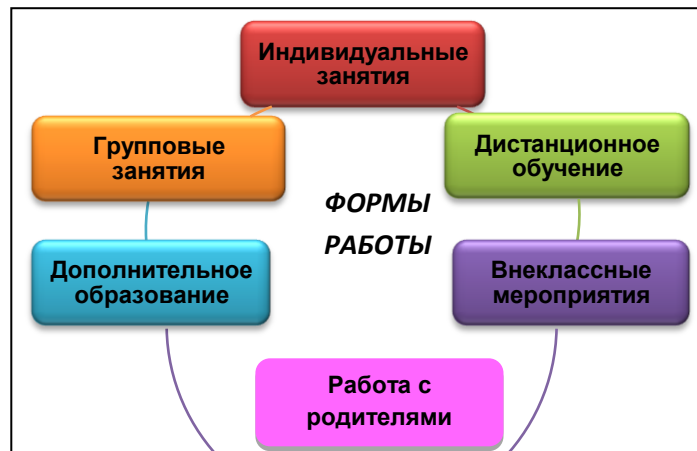 Индивидуальные
занятия
Групповые
занятия
Дистанционное
обучение
ФОРМЫ
РАБОТЫ
Дополнительное
образование
Внеклассные
мероприятия
Работа с
родителями